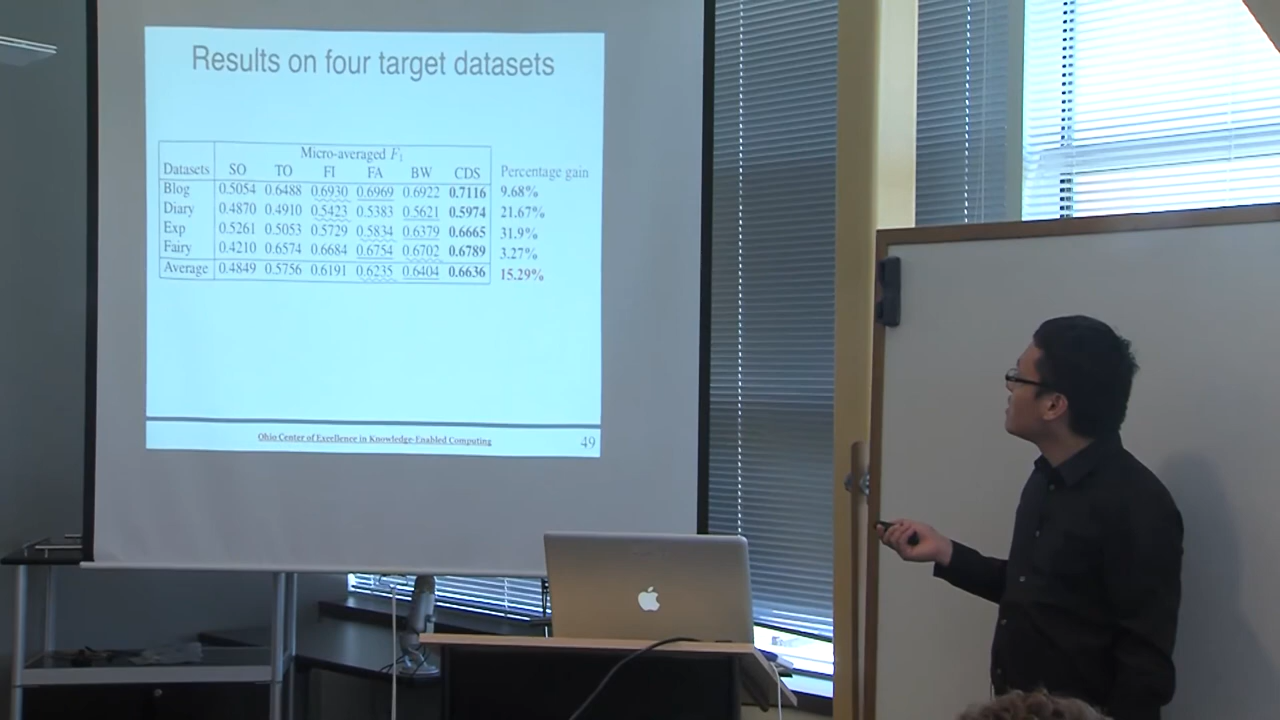 Results on four target datasets
Micro-averaged F1
Datasets SO TO FI FA BW CDS Percentage gain
Blog 0.5054 0.6488 0.6930 0.6969 0.6922 0.7116 9.68%
Diary 0.4870 0.4910 0.5423 0.5383 0.5621 0.5974 21.67%
Exp 0.5261 0.5053 0.5729 0.5834 0.6379 0.6665 31.9%
Fairy 0.4210 0.6574 0.6684 0.6754 0.6702 0.6789 3.27%
Average 0.4849 0.5756 0.6191 0.6235 0.6404 0.6636 15.29%
Ohio Center of Excellence in Knowledge-Enabled Computing
49